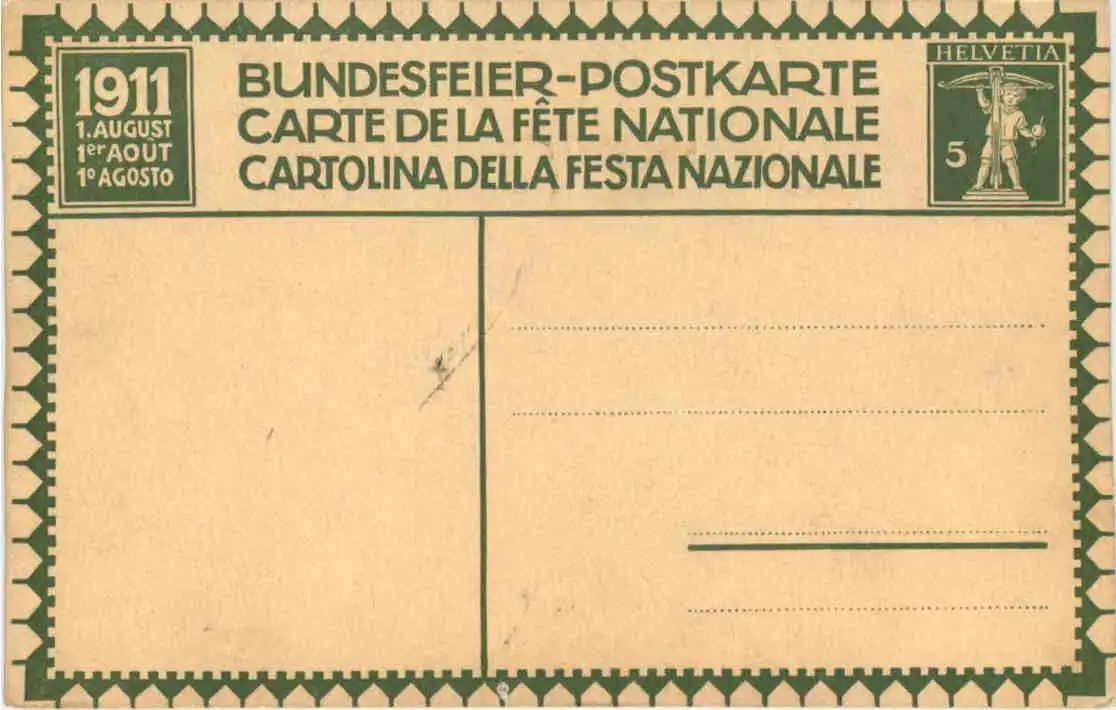 1911
1. AUGUST
1er AOUT
1º AGOSTO
BUNDESFEIER-POSTKARTE
CARTE DE LA FÊTE NATIONALE
CARTOLINA DELLA FESTA NAZIONALE
HELVETIA
5